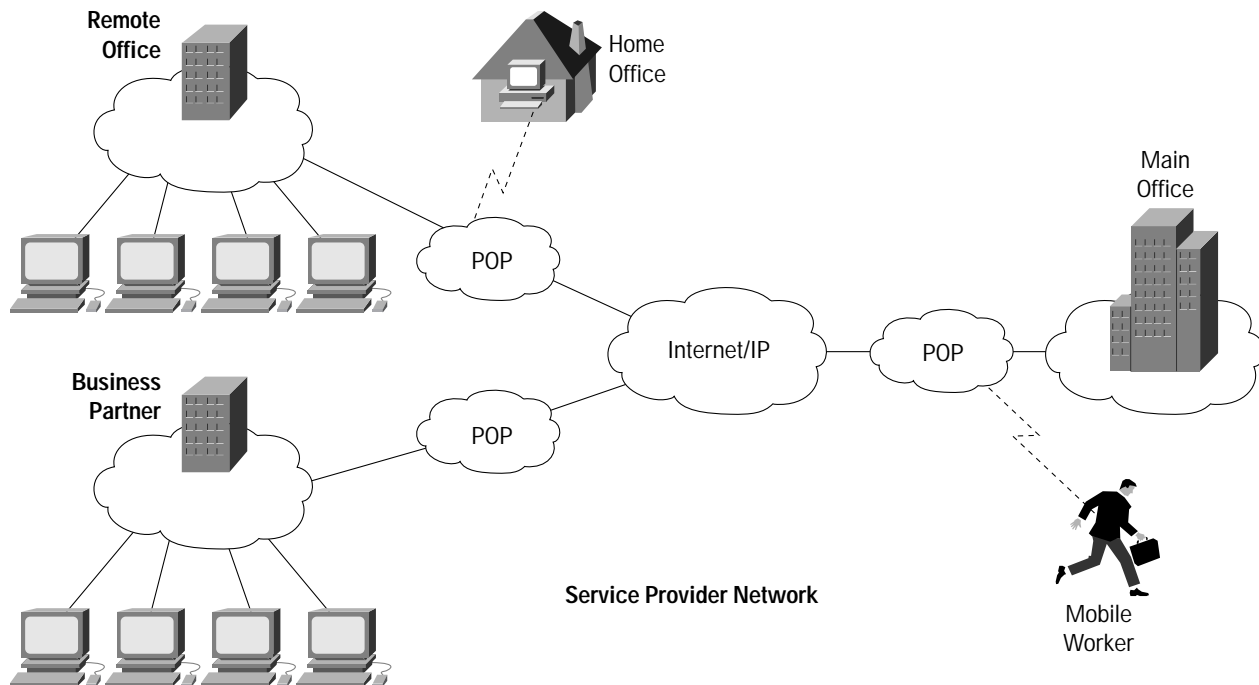 Remote
Office
Home
Office
Main
Office
POP
Internet/IP
POP
Business
Partner
POP
Service Provider Network
Mobile
Worker